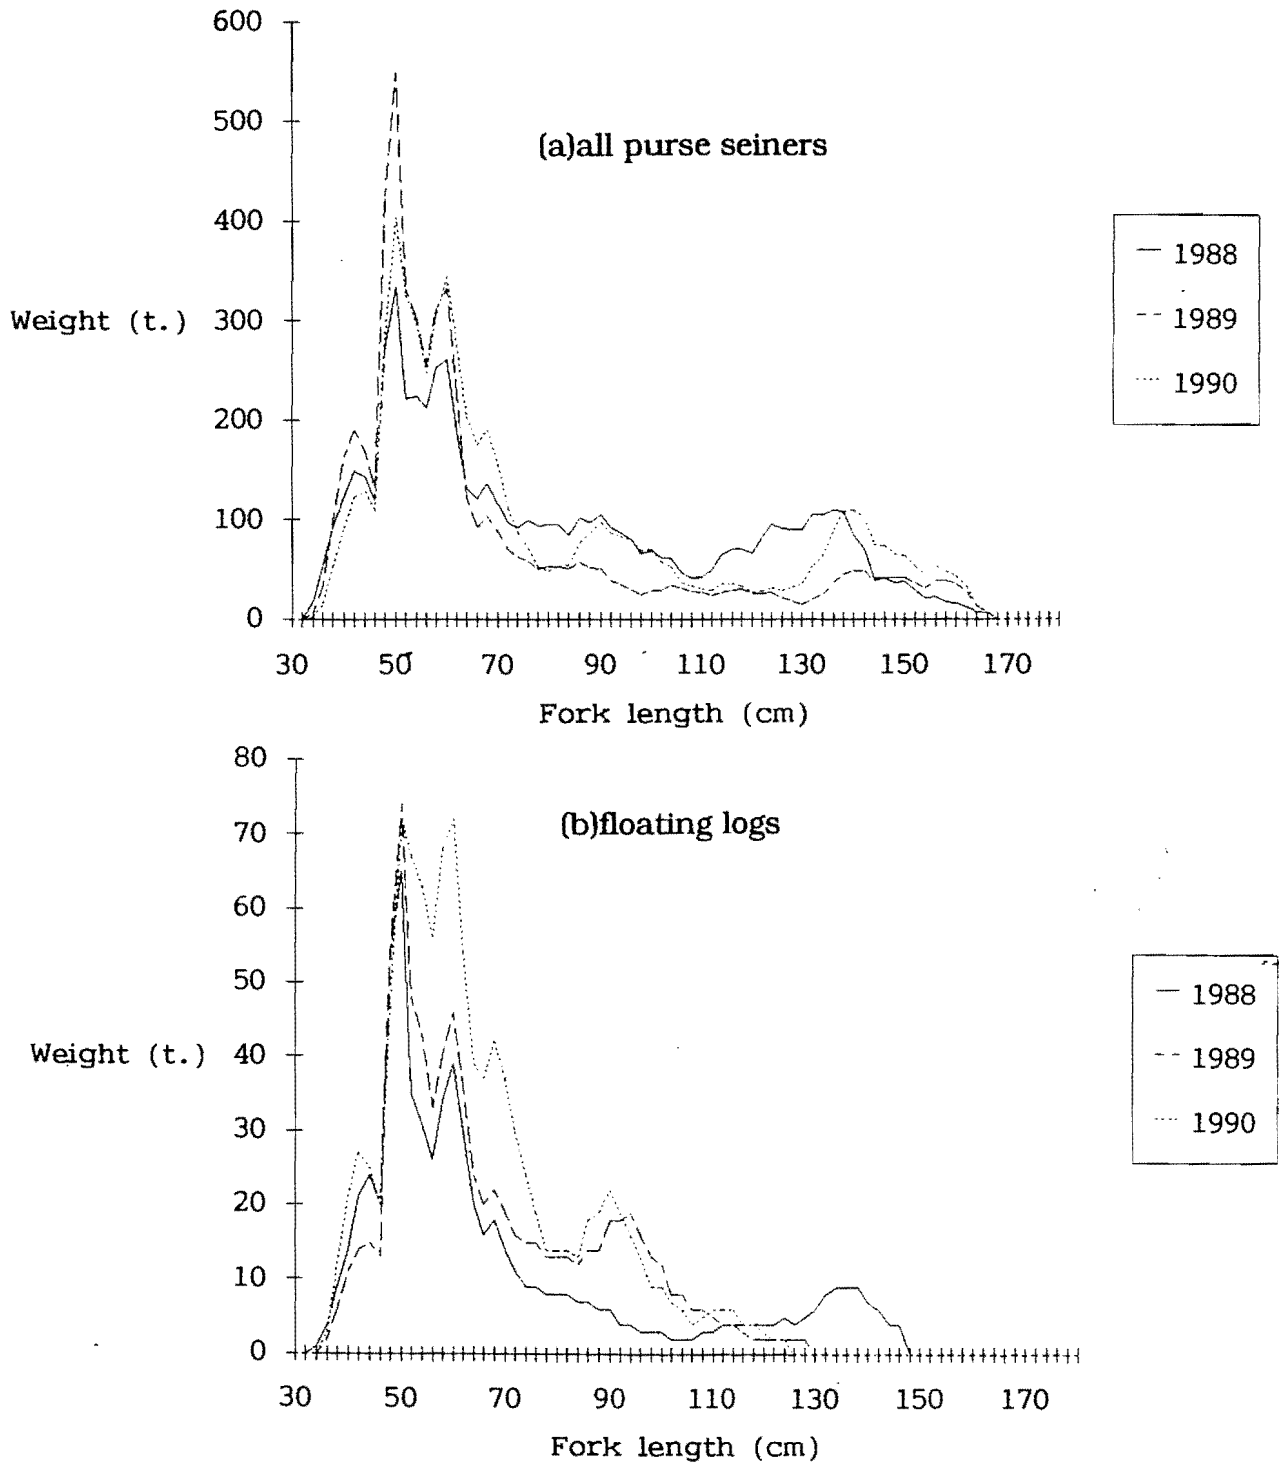 600
500
(a)all purse seiners
400
1988
Weight (t.)
300
1989
1990
200
100
0
30 50 70 90 110 130 150 170
Fork length (cm)
80
(b)floating logs
70
60
50
1988
Weight (t.)
40
1989
1990
30
20
10
0
30 50 70 90 110 130 150 170
Fork length (cm)